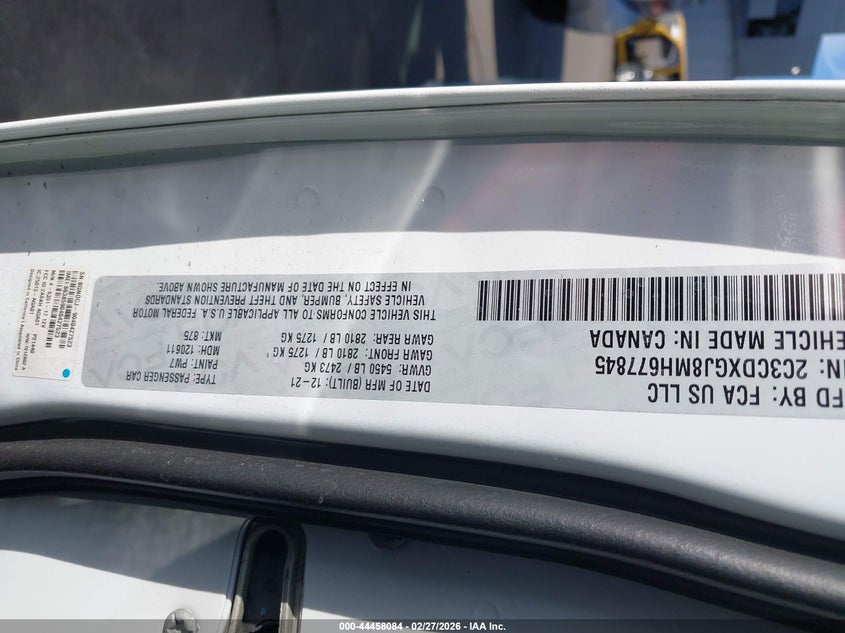 FD BY: FCA US LLC
IN: 2C3CDXGJ8MH677845
EHICLE MADE IN: CANADA
DATE OF MFR (BUILT): 12-21
GVWR: 5450 LB / 2473 KG
GAWR FRONT: 2810 LB / 1275 KG
GAWR REAR: 2810 LB / 1275 KG
THIS VEHICLE CONFORMS TO ALL APPLICABLE U.S.A. FEDERAL MOTOR
VEHICLE SAFETY, BUMPER, AND THEFT PREVENTION STANDARDS
IN EFFECT ON THE DATE OF MANUFACTURE SHOWN ABOVE.
TYPE: PASSENGER CAR
PAINT: PW7
MDH: 120611
MKT: 875
P21440
000-44458084 - 02/27/2026 - IAA Inc.